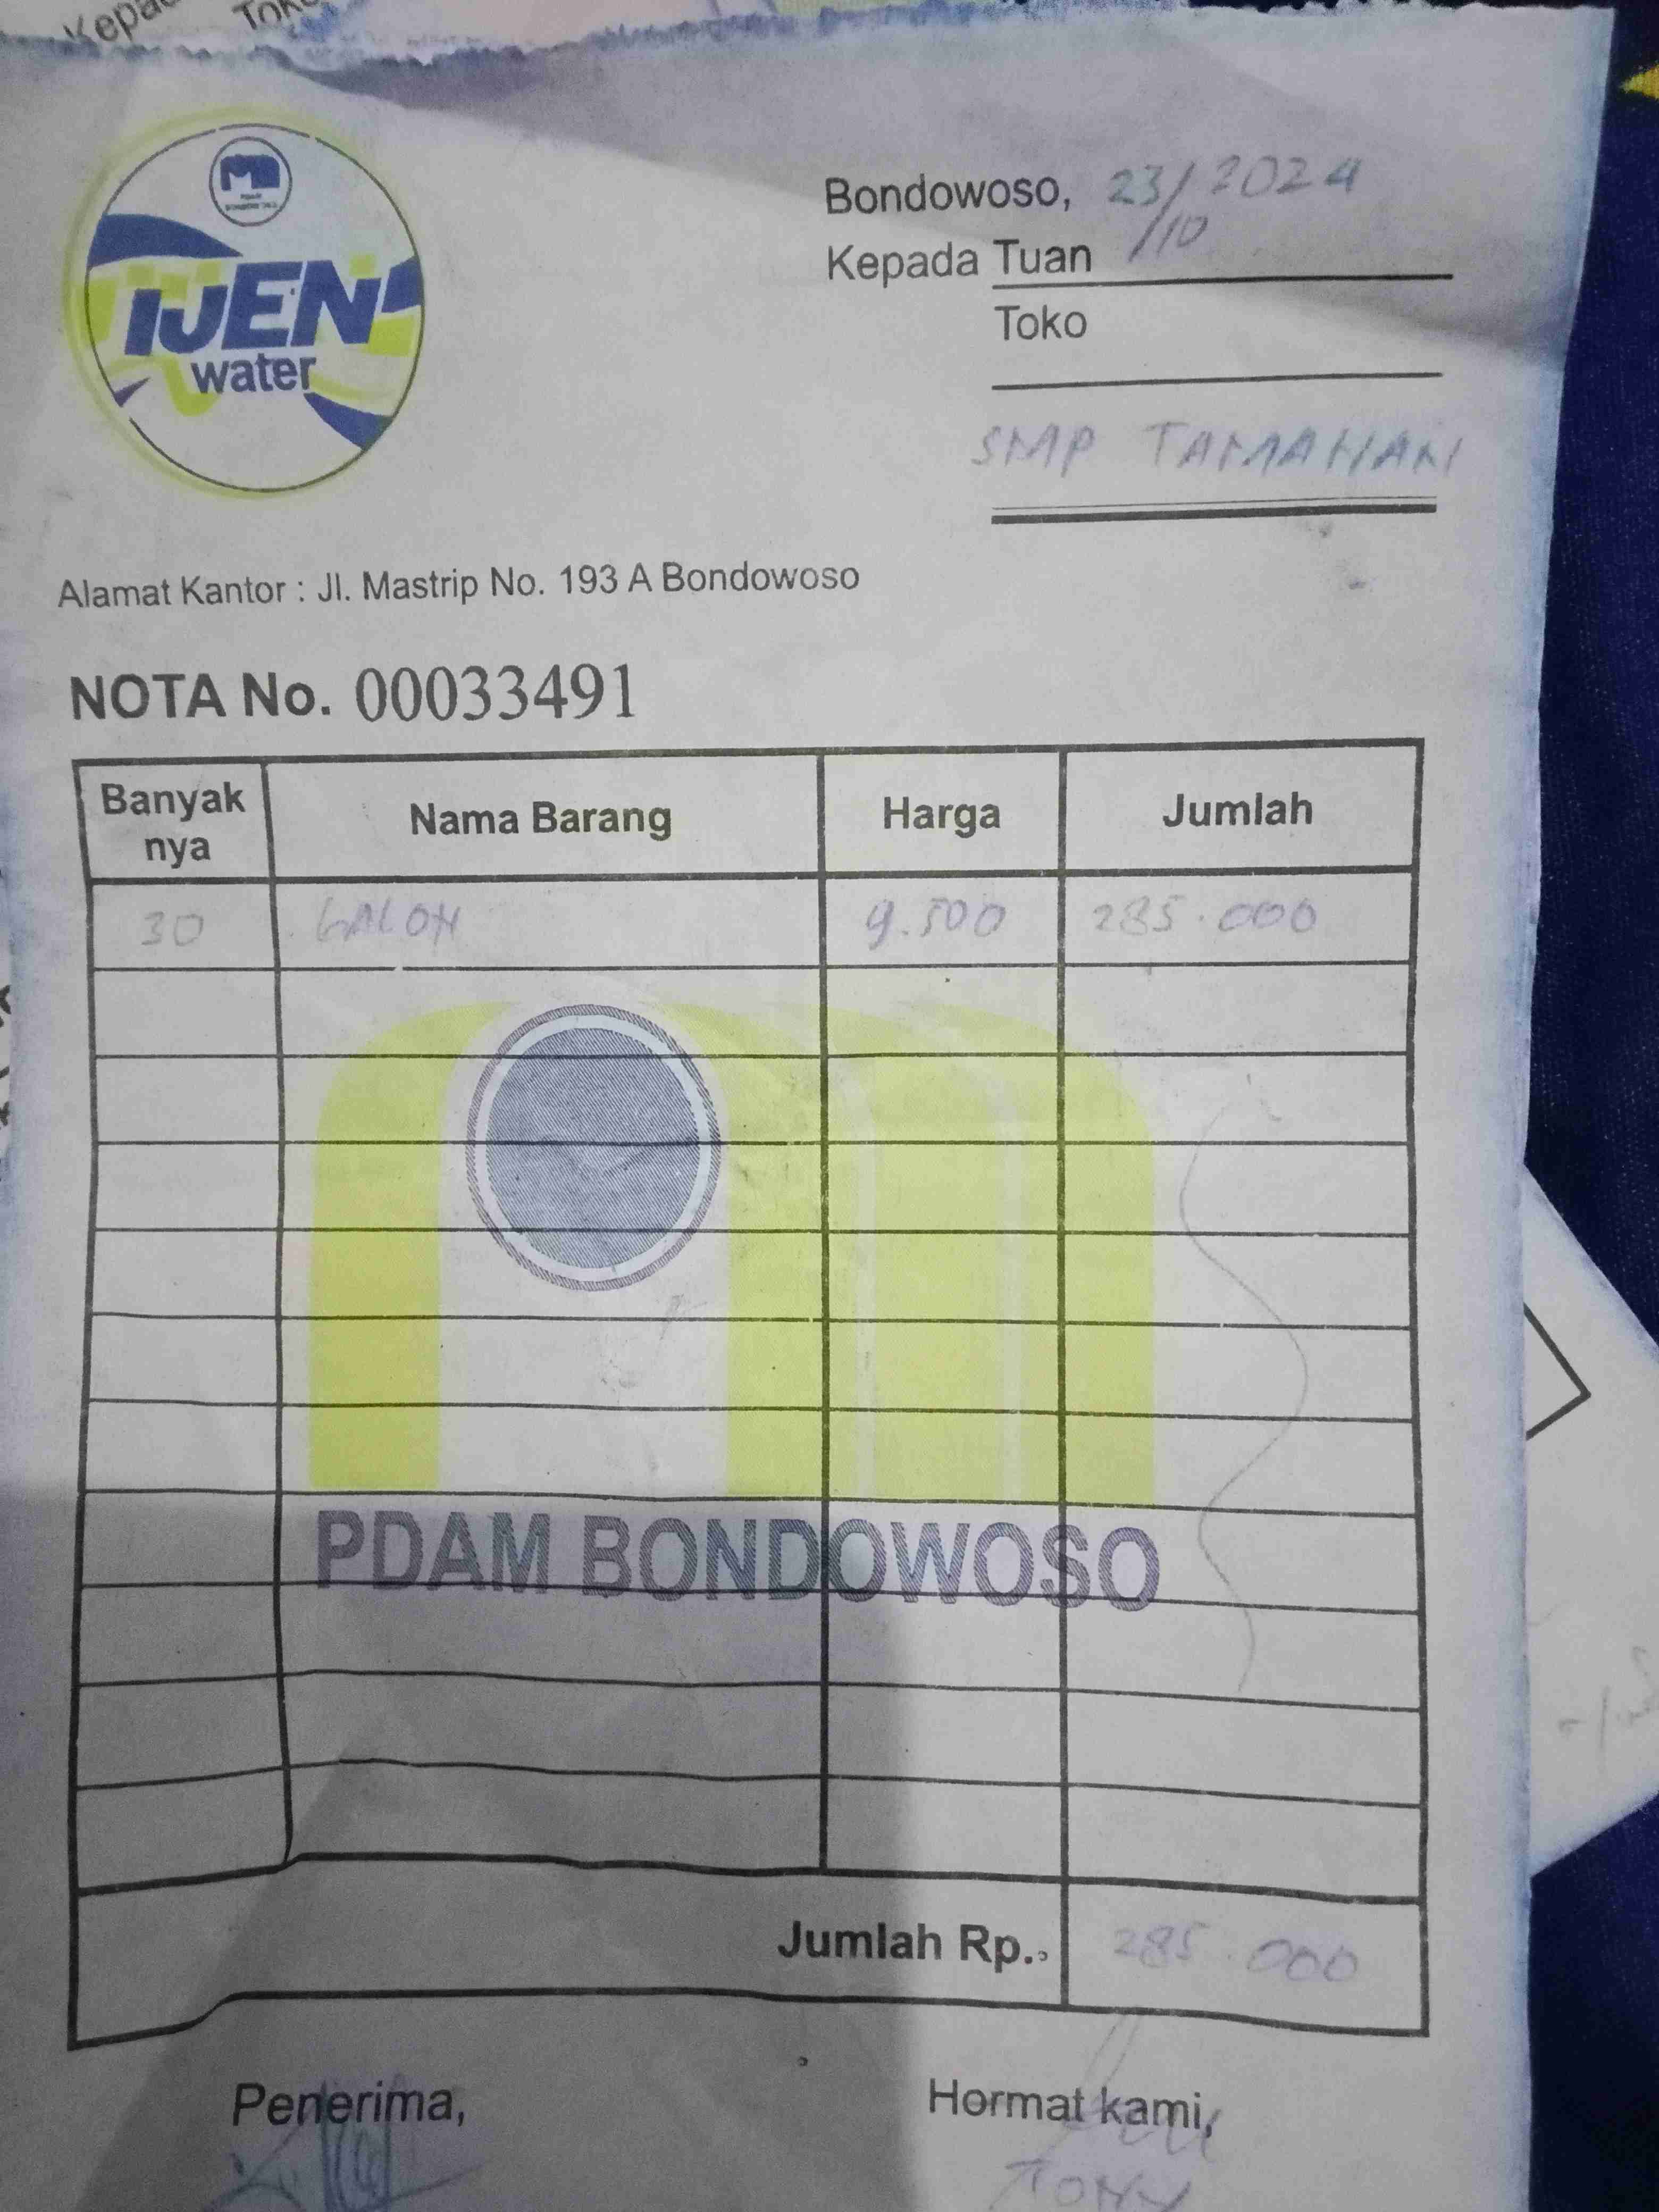 Kepada
Toko
IJEN
water
Bondowoso, 23/10 2024
Kepada Tuan
Toko
SMP TAMANAN
Alamat Kantor : Jl. Mastrip No. 193 A Bondowoso
NOTA No. 00033491
Banyak nya Nama Barang Harga Jumlah
30 GALON 9.500 285.000
PDAM BONDOWOSO
Jumlah Rp. 285.000
Penerima, Hormat kami,
TONY